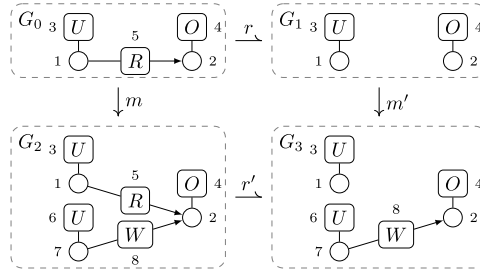 G₀ 3 U 5 O 4 r G₁ 3 U O 4
1 R 2 1 2
m m′
G₂ 3 U r′ G₃ 3 U
1 5 O 4 1 O 4
6 U R 2 6 U 8 2
7 W 7 W
8